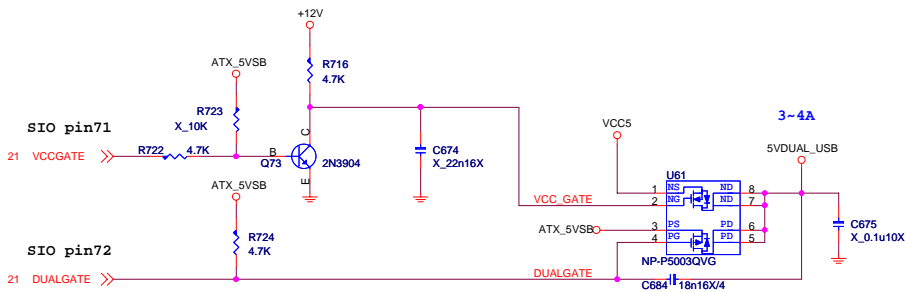 +12V
R716
4.7K
ATX_5VSB
R723
X_10K
SIO pin71
21 VCCGATE
R722
4.7K
B
C
E
Q73
2N3904
C674
X_22n16X
VCC5
3~4A
5VDUAL_USB
U61
1 NS ND 8
2 NG ND 7
3 PS PD 6
4 PG PD 5
NP-P5003QVG
VCC_GATE
ATX_5VSB
C675
X_0.1u10X
ATX_5VSB
R724
4.7K
SIO pin72
21 DUALGATE
DUALGATE
C684 18n16X/4